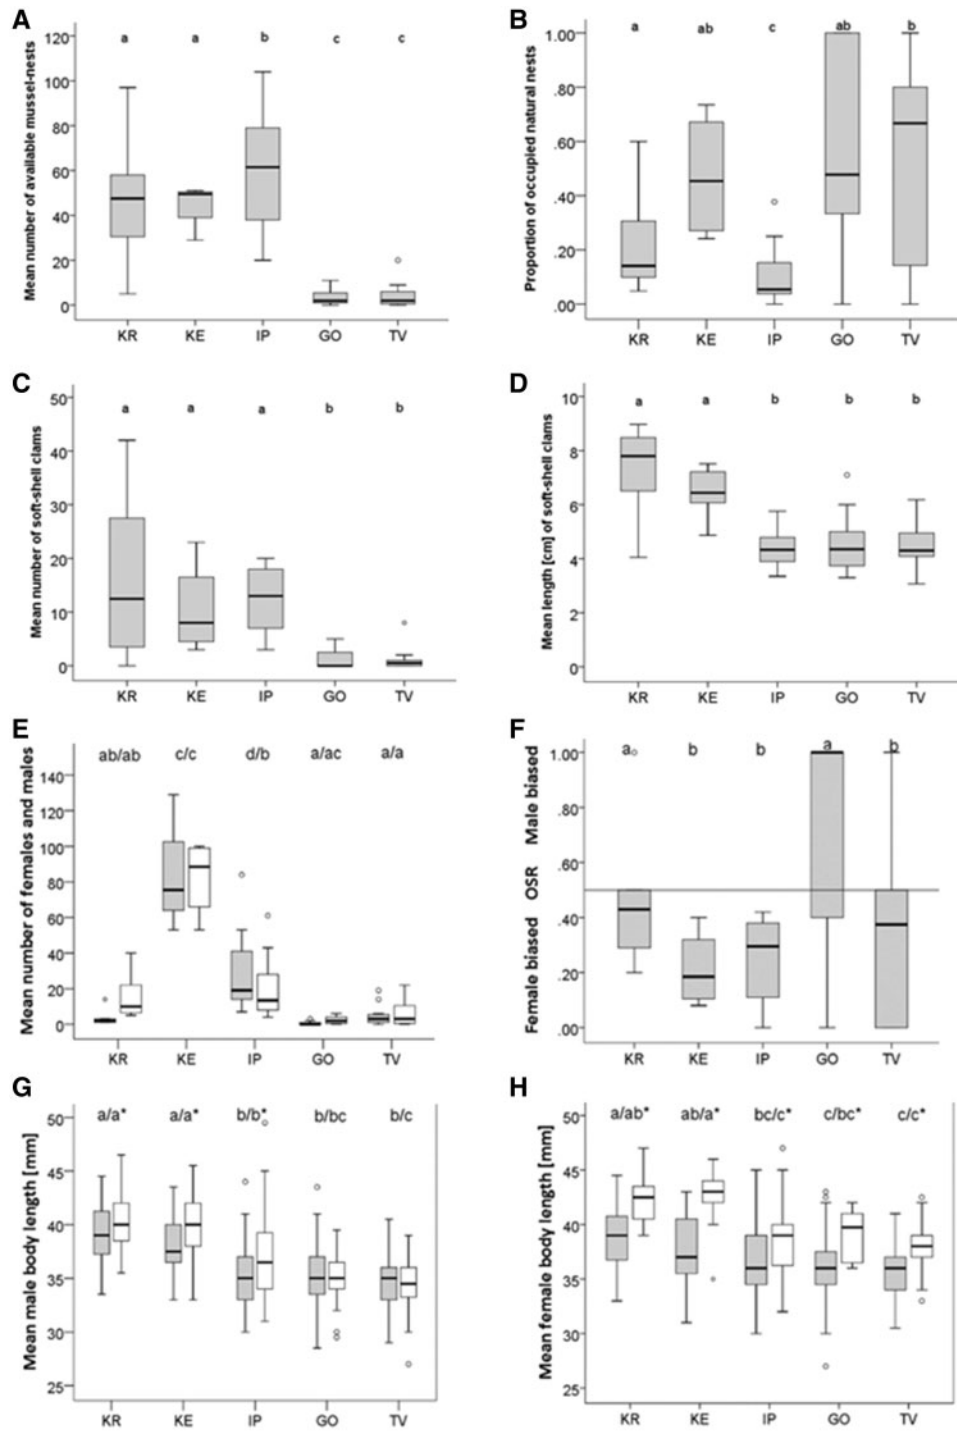 A
Mean number of available mussel-nests
120
100
80
60
40
20
0
a a b c c
KR KE IP GO TV
B
Proportion of occupied natural nests
1.00
.80
.60
.40
.20
.00
a ab c ab b
KR KE IP GO TV
C
Mean number of soft-shell clams
50
40
30
20
10
0
a a a b b
KR KE IP GO TV
D
Mean length [cm] of soft-shell clams
10
8
6
4
2
0
a a b b b
KR KE IP GO TV
E
Mean number of females and males
140
120
100
80
60
40
20
0
ab/ab c/c d/b a/ac a/a
KR KE IP GO TV
F
Female biased OSR Male biased
1.00
.80
.60
.40
.20
.00
a b b a b
KR KE IP GO TV
G
Mean male body length [mm]
50
45
40
35
30
25
a/a* a/a* b/b* b/bc b/c
KR KE IP GO TV
H
Mean female body length [mm]
50
45
40
35
30
25
a/ab* ab/a* bc/c* c/bc* c/c*
KR KE IP GO TV